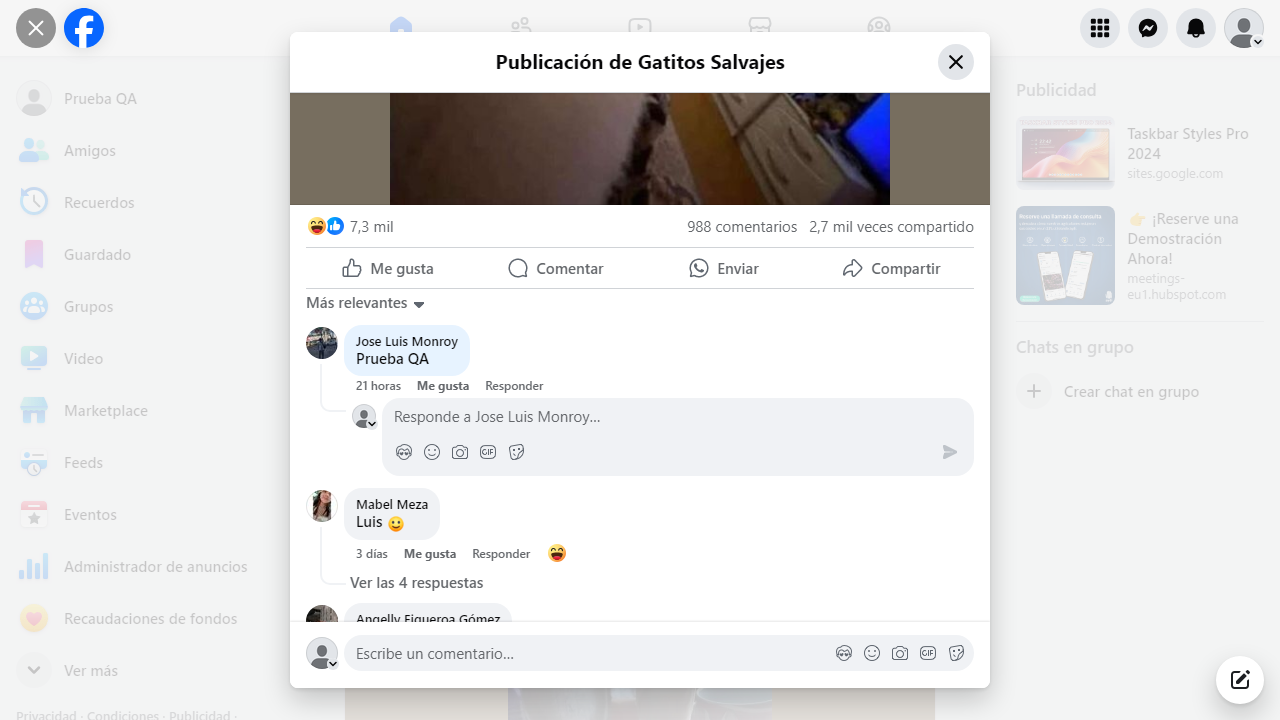 Publicación de Gatitos Salvajes
Prueba QA
Amigos
Recuerdos
Guardado
Grupos
Video
Marketplace
Feeds
Eventos
Administrador de anuncios
Recaudaciones de fondos
Ver más
Privacidad · Condiciones · Publicidad ·
7,3 mil
988 comentarios 2,7 mil veces compartido
Me gusta Comentar Enviar Compartir
Más relevantes
Jose Luis Monroy
Prueba QA
21 horas Me gusta Responder
Responde a Jose Luis Monroy...
GIF
Mabel Meza
Luis
3 días Me gusta Responder
Ver las 4 respuestas
Angelly Figueroa Gómez
Escribe un comentario...
GIF
Publicidad
Taskbar Styles Pro
2024
sites.google.com
👉 ¡Reserve una
Demostración
Ahora!
meetings-
eu1.hubspot.com
Chats en grupo
Crear chat en grupo